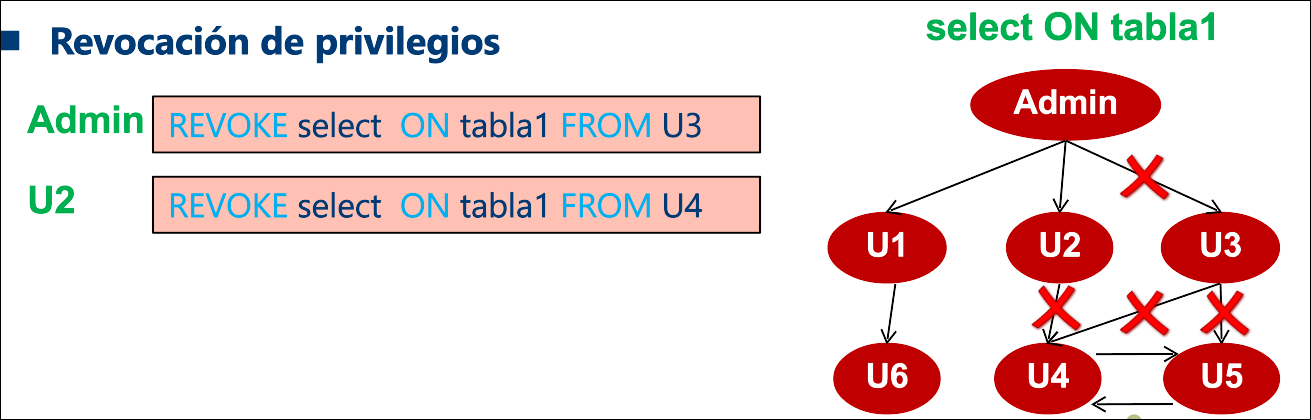 Revocación de privilegios
select ON tabla1
Admin
REVOKE select ON tabla1 FROM U3
U2
REVOKE select ON tabla1 FROM U4
Admin
U1
U2
U3
U6
U4
U5